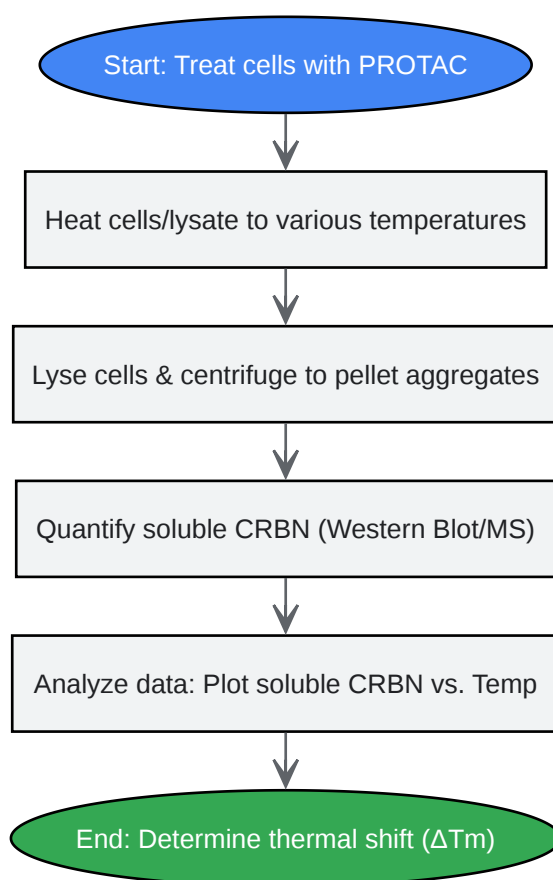 Start: Treat cells with PROTAC
Heat cells/lysate to various temperatures
Lyse cells & centrifuge to pellet aggregates
Quantify soluble CRBN (Western Blot/MS)
Analyze data: Plot soluble CRBN vs. Temp
End: Determine thermal shift (ΔTm)